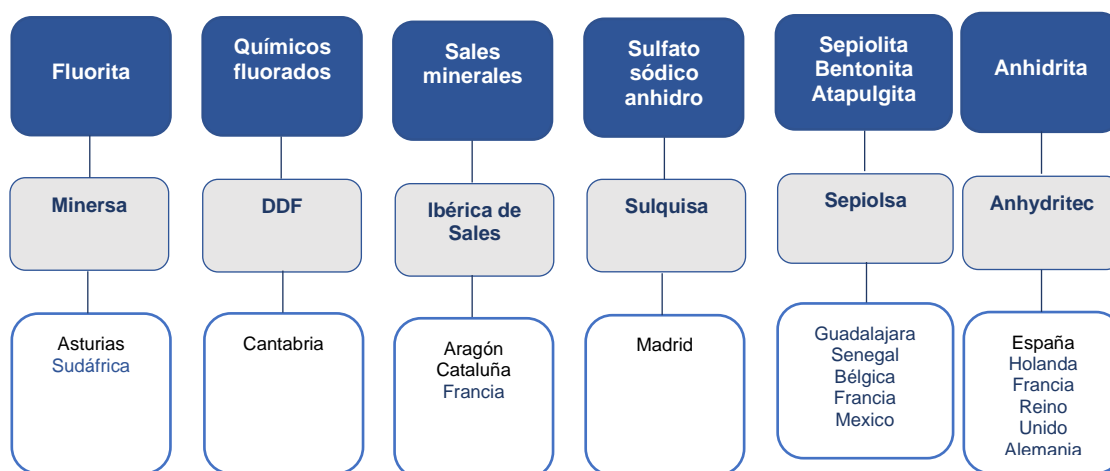 Fluorita
Químicos
fluorados
Sales
minerales
Sulfato
sódico
anhidro
Sepiolita
Bentonita
Atapulgita
Anhidrita
Minersa
DDF
Ibérica de
Sales
Sulquisa
Sepiolsa
Anhydritec
Asturias
Sudáfrica
Cantabria
Aragón
Cataluña
Francia
Madrid
Guadalajara
Senegal
Bélgica
Francia
Mexico
España
Holanda
Francia
Reino
Unido
Alemania